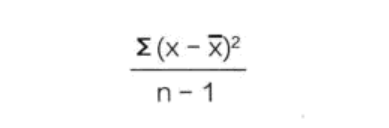 Σ (x – x̅)²
n – 1